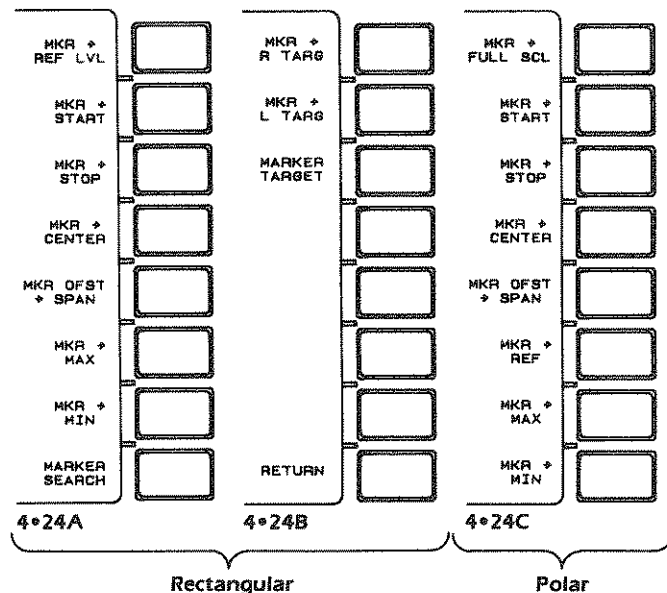 MKR →
REF LVL
MKR →
START
MKR →
STOP
MKR →
CENTER
MKR OFST
→ SPAN
MKR →
MAX
MKR →
MIN
MARKER
SEARCH
4•24A
MKR →
R TARG
MKR →
L TARG
MARKER
TARGET
RETURN
4•24B
MKR →
FULL SCL
MKR →
START
MKR →
STOP
MKR →
CENTER
MKR OFST
→ SPAN
MKR →
REF
MKR →
MAX
MKR →
MIN
4•24C
Rectangular
Polar